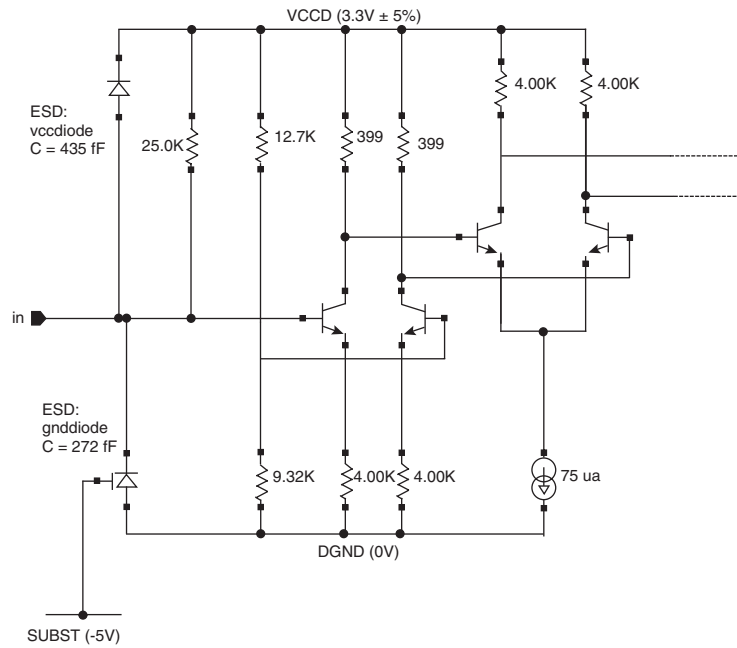 VCCD (3.3V ± 5%)
4.00K
4.00K
ESD:
vccdiode
C = 435 fF
25.0K
12.7K
399
399
in
ESD:
gnddiode
C = 272 fF
9.32K
4.00K
4.00K
75 ua
DGND (0V)
SUBST (-5V)